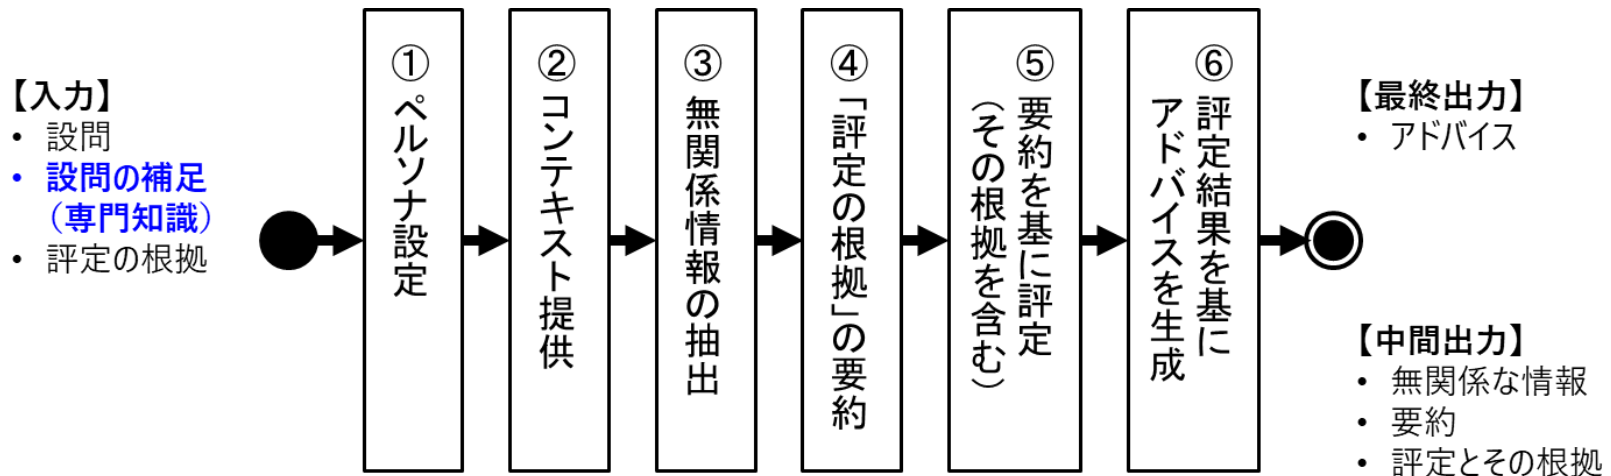 【入力】
• 設問
• 設問の補足
（専門知識）
• 評定の根拠
①ペルソナ設定
②コンテキスト提供
③無関係情報の抽出
④「評定の根拠」の要約
⑤要約を基に評定
（その根拠を含む）
⑥評定結果を基に
アドバイスを生成
【最終出力】
• アドバイス
【中間出力】
• 無関係な情報
• 要約
• 評定とその根拠